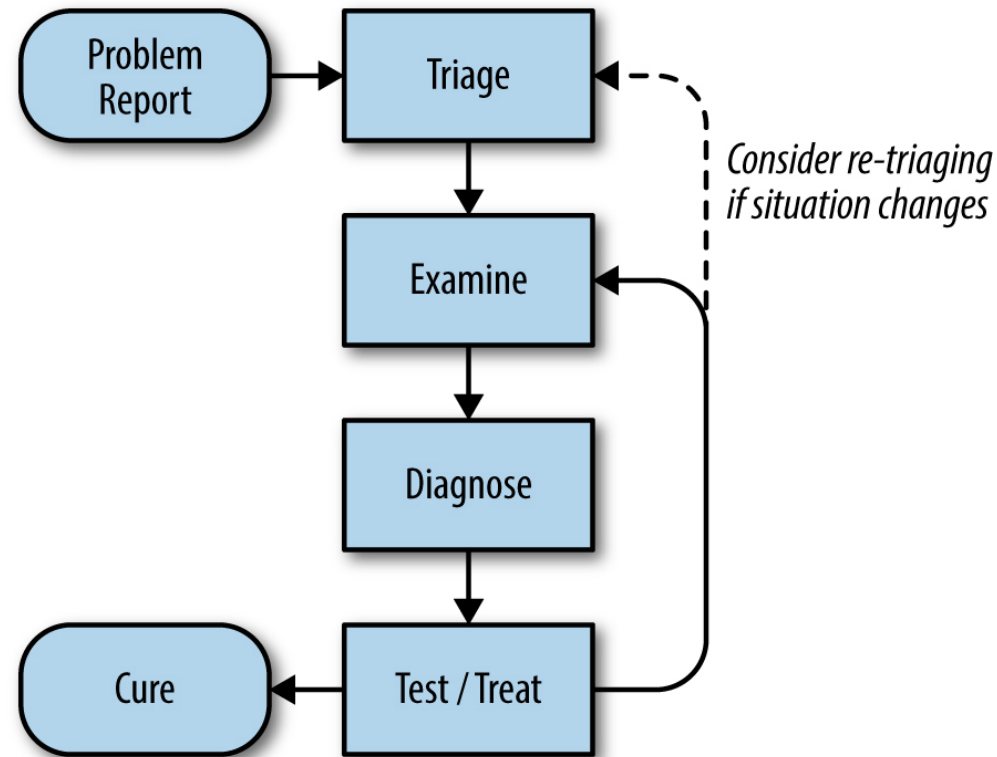 Problem
Report
Triage
Consider re-triaging
if situation changes
Examine
Diagnose
Cure
Test / Treat